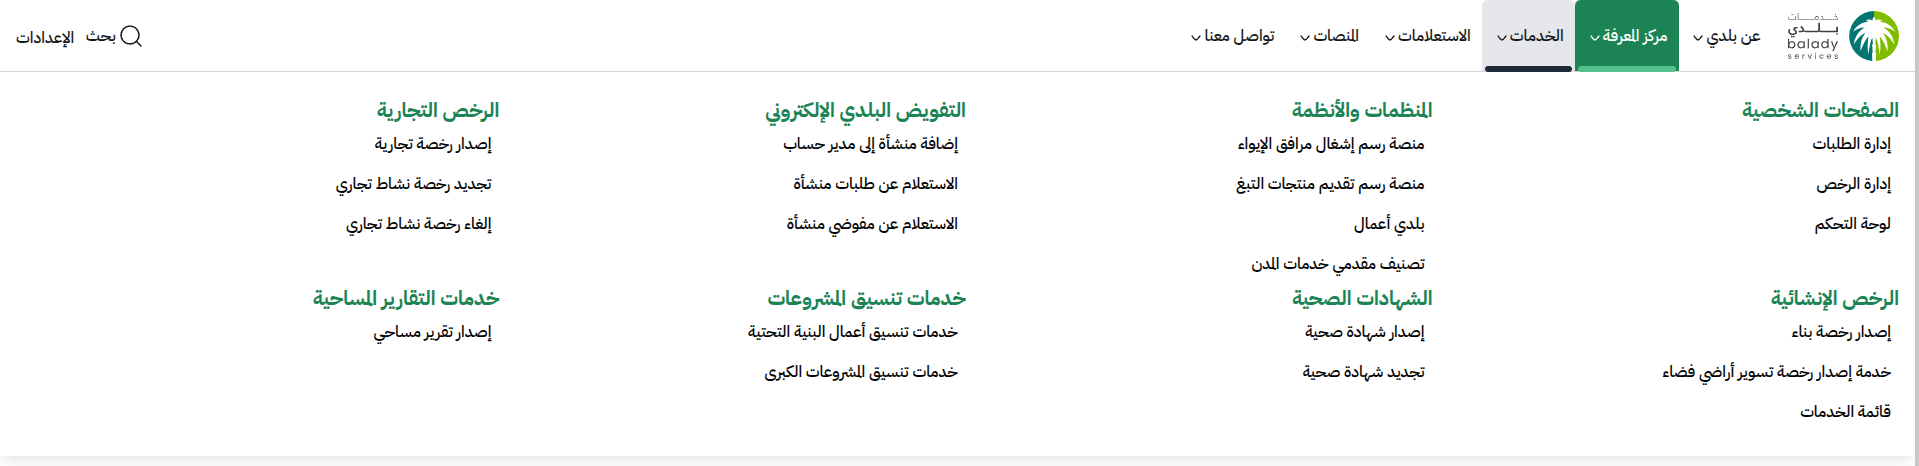 خدمات
بلدي
balady
services
عن بلدي
مركز المعرفة
الخدمات
الاستعلامات
المنصات
تواصل معنا
بحث
الإعدادات
الصفحات الشخصية
إدارة الطلبات
إدارة الرخص
لوحة التحكم
المنظمات والأنظمة
منصة رسم إشغال مرافق الإيواء
منصة رسم تقديم منتجات التبغ
بلدي أعمال
تصنيف مقدمي خدمات المدن
التفويض البلدي الإلكتروني
إضافة منشأة إلى مدير حساب
الاستعلام عن طلبات منشأة
الاستعلام عن مفوضي منشأة
الرخص التجارية
إصدار رخصة تجارية
تجديد رخصة نشاط تجاري
إلغاء رخصة نشاط تجاري
الرخص الإنشائية
إصدار رخصة بناء
خدمة إصدار رخصة تسوير أراضي فضاء
قائمة الخدمات
الشهادات الصحية
إصدار شهادة صحية
تجديد شهادة صحية
خدمات تنسيق المشروعات
خدمات تنسيق أعمال البنية التحتية
خدمات تنسيق المشروعات الكبرى
خدمات التقارير المساحية
إصدار تقرير مساحي